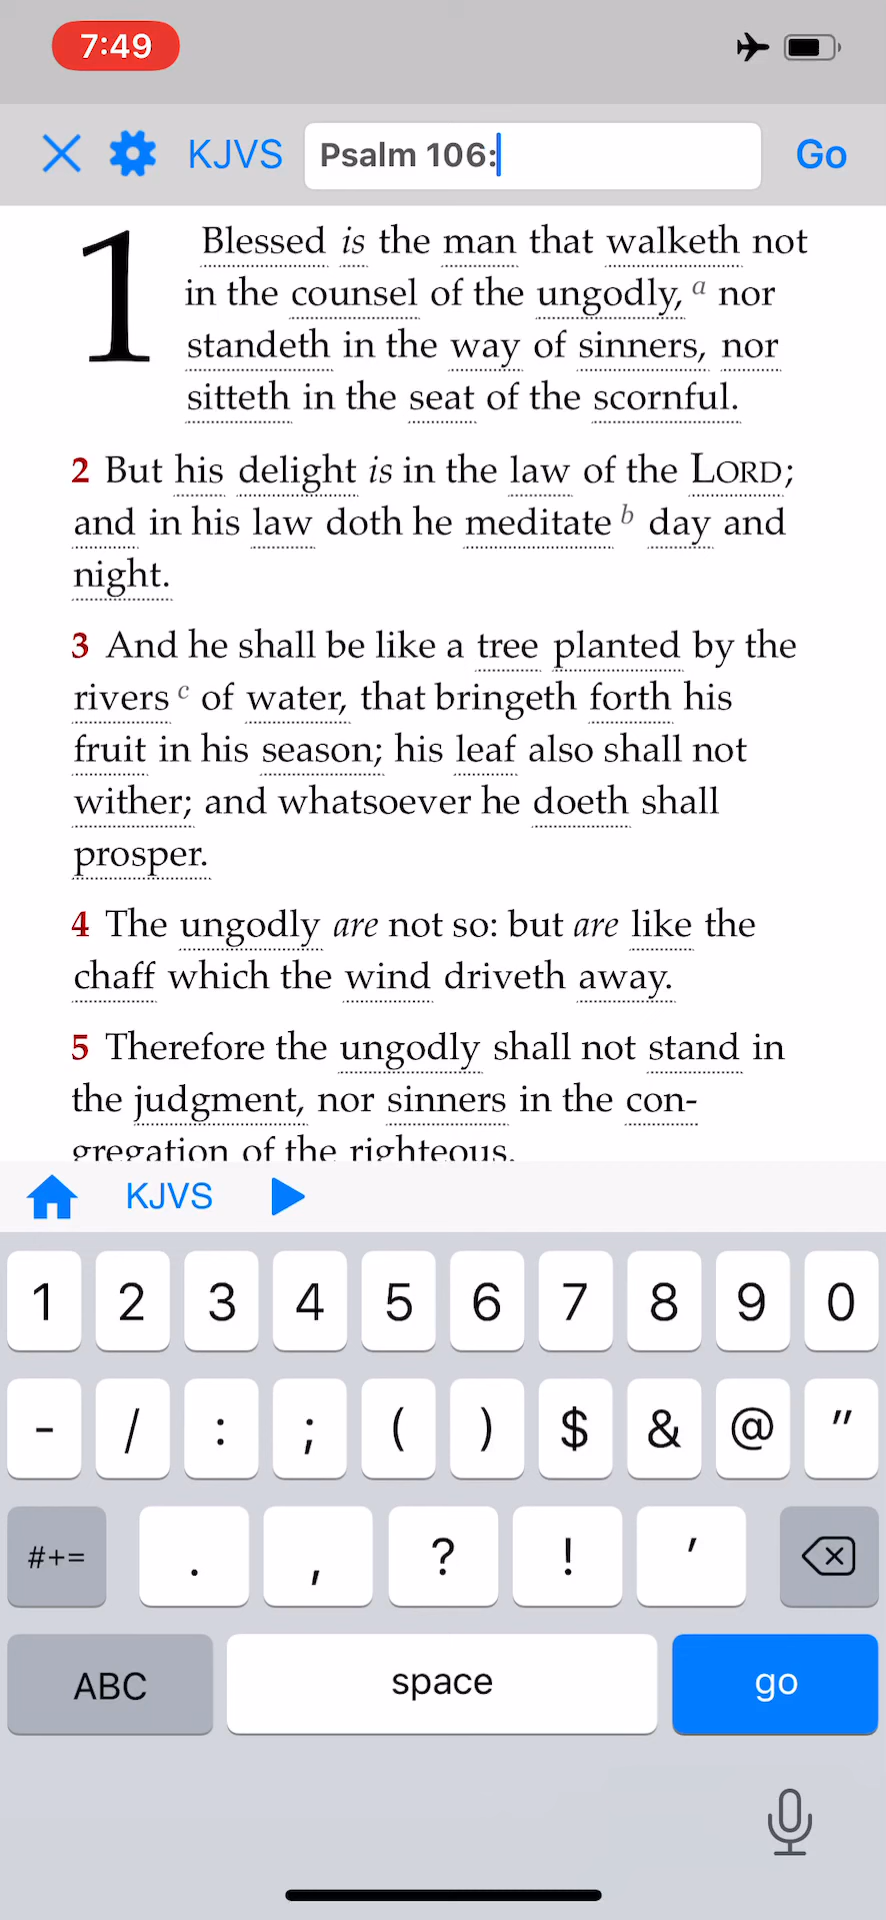 7:49
KJVS Psalm 106: Go
1 Blessed is the man that walketh not
in the counsel of the ungodly, a nor
standeth in the way of sinners, nor
sitteth in the seat of the scornful.
2 But his delight is in the law of the LORD;
and in his law doth he meditate b day and
night.
3 And he shall be like a tree planted by the
rivers c of water, that bringeth forth his
fruit in his season; his leaf also shall not
wither; and whatsoever he doeth shall
prosper.
4 The ungodly are not so: but are like the
chaff which the wind driveth away.
5 Therefore the ungodly shall not stand in
the judgment, nor sinners in the con-
gregation of the righteous.
KJVS
1 2 3 4 5 6 7 8 9 0
- / : ; ( ) $ & @ "
#+= . , ? ! '
ABC space go